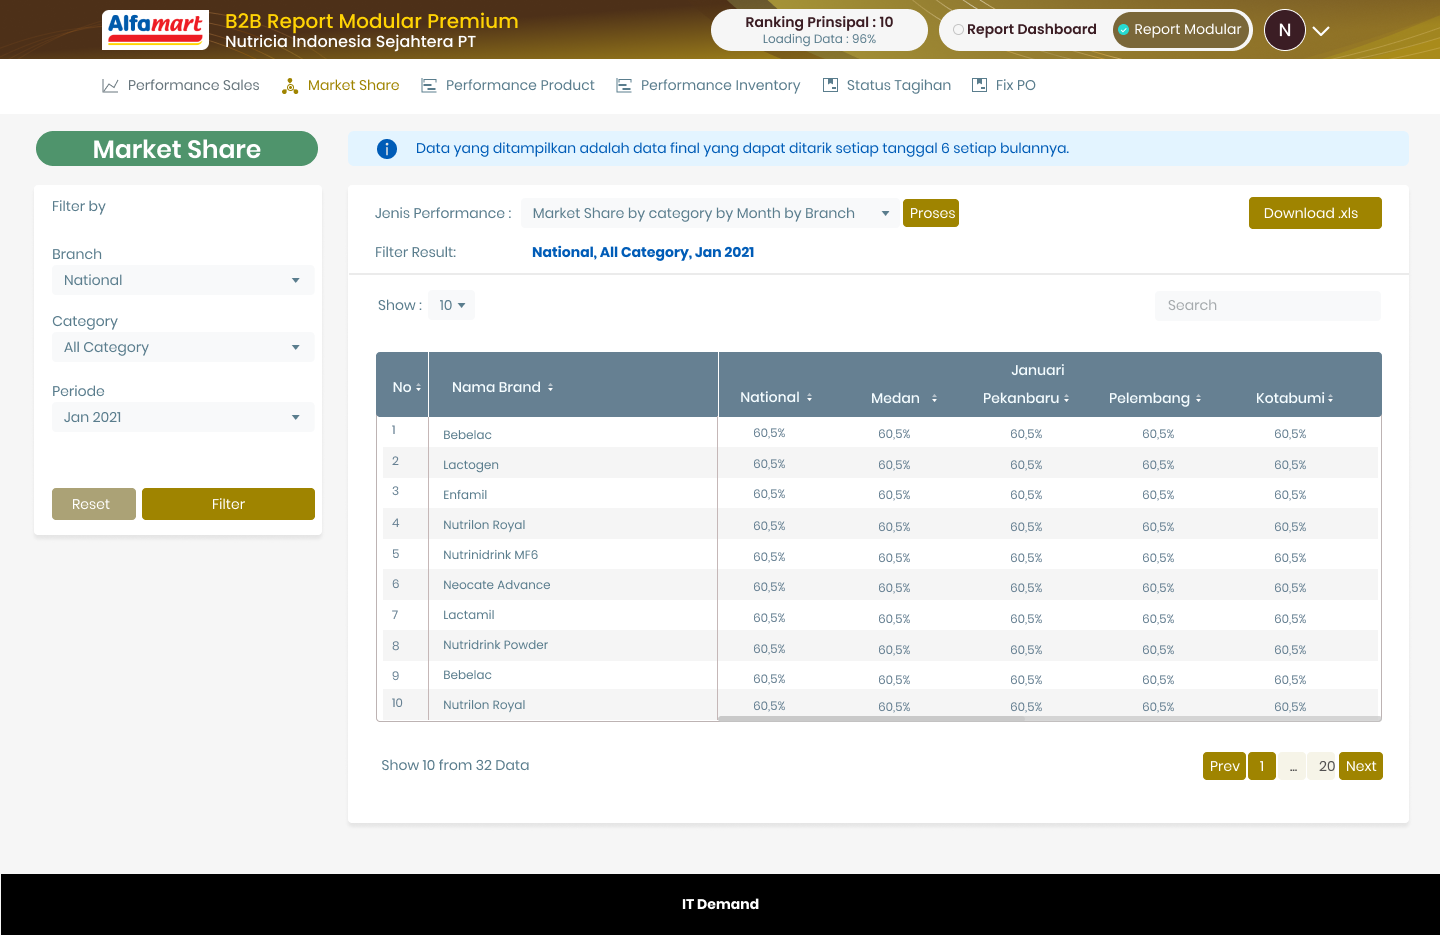 Alfamart
B2B Report Modular Premium
Nutricia Indonesia Sejahtera PT
Ranking Prinsipal : 10
Loading Data : 96%
Report Dashboard
Report Modular
N
Performance Sales
Market Share
Performance Product
Performance Inventory
Status Tagihan
Fix PO
Market Share
Data yang ditampilkan adalah data final yang dapat ditarik setiap tanggal 6 setiap bulannya.
Filter by
Branch
National
Category
All Category
Periode
Jan 2021
Reset
Filter
Jenis Performance : Market Share by category by Month by Branch Proses
Download .xls
Filter Result: National, All Category, Jan 2021
Show : 10
Search
Januari
No Nama Brand National Medan Pekanbaru Pelembang Kotabumi
1 Bebelac 60,5% 60,5% 60,5% 60,5% 60,5%
2 Lactogen 60,5% 60,5% 60,5% 60,5% 60,5%
3 Enfamil 60,5% 60,5% 60,5% 60,5% 60,5%
4 Nutrilon Royal 60,5% 60,5% 60,5% 60,5% 60,5%
5 Nutrinidrink MF6 60,5% 60,5% 60,5% 60,5% 60,5%
6 Neocate Advance 60,5% 60,5% 60,5% 60,5% 60,5%
7 Lactamil 60,5% 60,5% 60,5% 60,5% 60,5%
8 Nutridrink Powder 60,5% 60,5% 60,5% 60,5% 60,5%
9 Bebelac 60,5% 60,5% 60,5% 60,5% 60,5%
10 Nutrilon Royal 60,5% 60,5% 60,5% 60,5% 60,5%
Show 10 from 32 Data
Prev 1 ... 20 Next
IT Demand